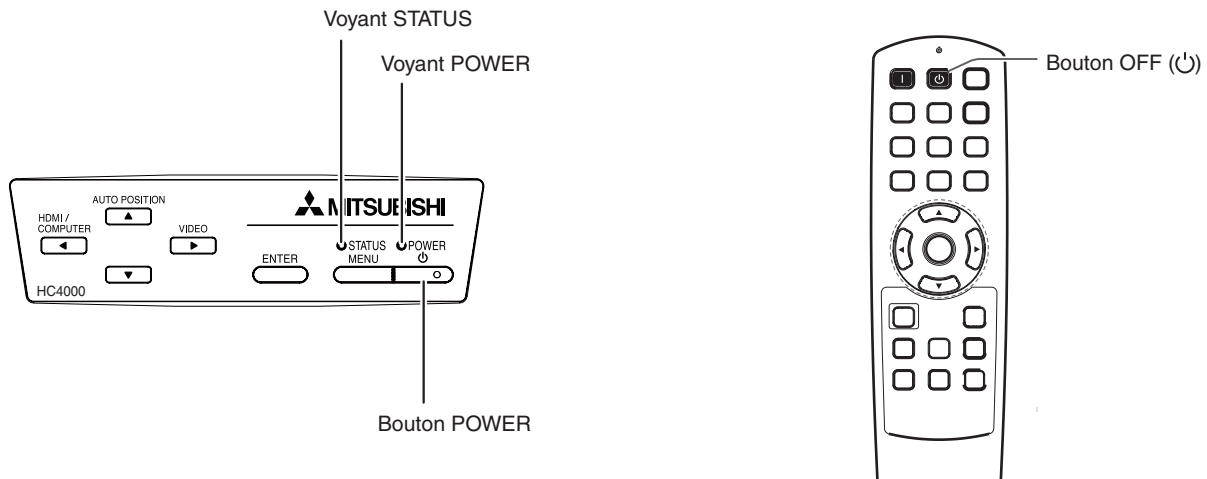 Voyant STATUS
Voyant POWER
Bouton OFF (⏻)
AUTO POSITION
HDMI /
COMPUTER
VIDEO
MITSUBISHI
STATUS
POWER
ENTER
MENU
HC4000
Bouton POWER